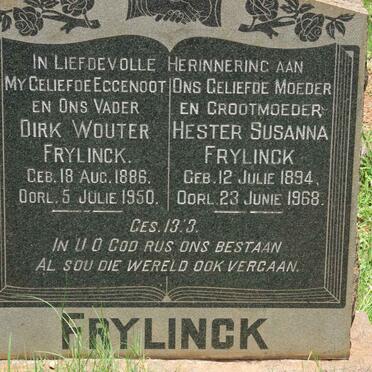 IN LIEFDEVOLLE HERINNERING AAN
MY GELIEFDE EGGENOOT
EN ONS VADER
DIRK WOUTER
FRYLINCK.
GEB. 18 AUG. 1886.
OORL. 5 JULIE 1950.
ONS GELIEFDE MOEDER
EN GROOTMOEDER
HESTER SUSANNA
FRYLINCK
GEB. 12 JULIE 1894,
OORL. 23 JUNIE 1968.
GES. 13.3.
IN U O GOD RUS ONS BESTAAN
AL SOU DIE WERELD OOK VERGAAN.
FRYLINCK